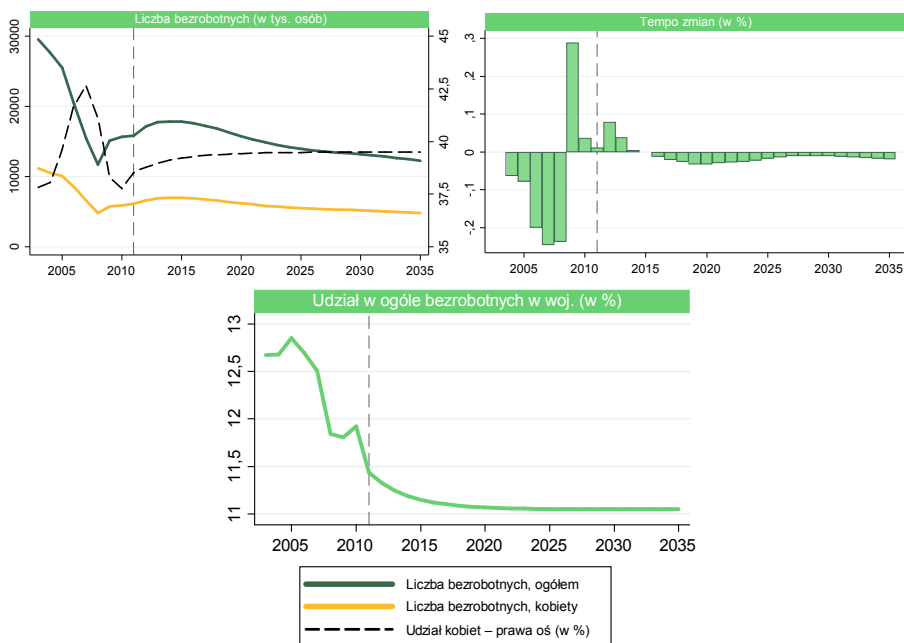 Liczba bezrobotnych (w tys. osób)
30000
20000
10000
0
45
42,5
40
37,5
35
2005 2010 2015 2020 2025 2030 2035
Tempo zmian (w %)
,3
,2
,1
0
-,1
-,2
2005 2010 2015 2020 2025 2030 2035
Udział w ogóle bezrobotnych w woj. (w %)
13
12,5
12
11,5
11
2005 2010 2015 2020 2025 2030 2035
Liczba bezrobotnych, ogółem
Liczba bezrobotnych, kobiety
Udział kobiet – prawa oś (w %)